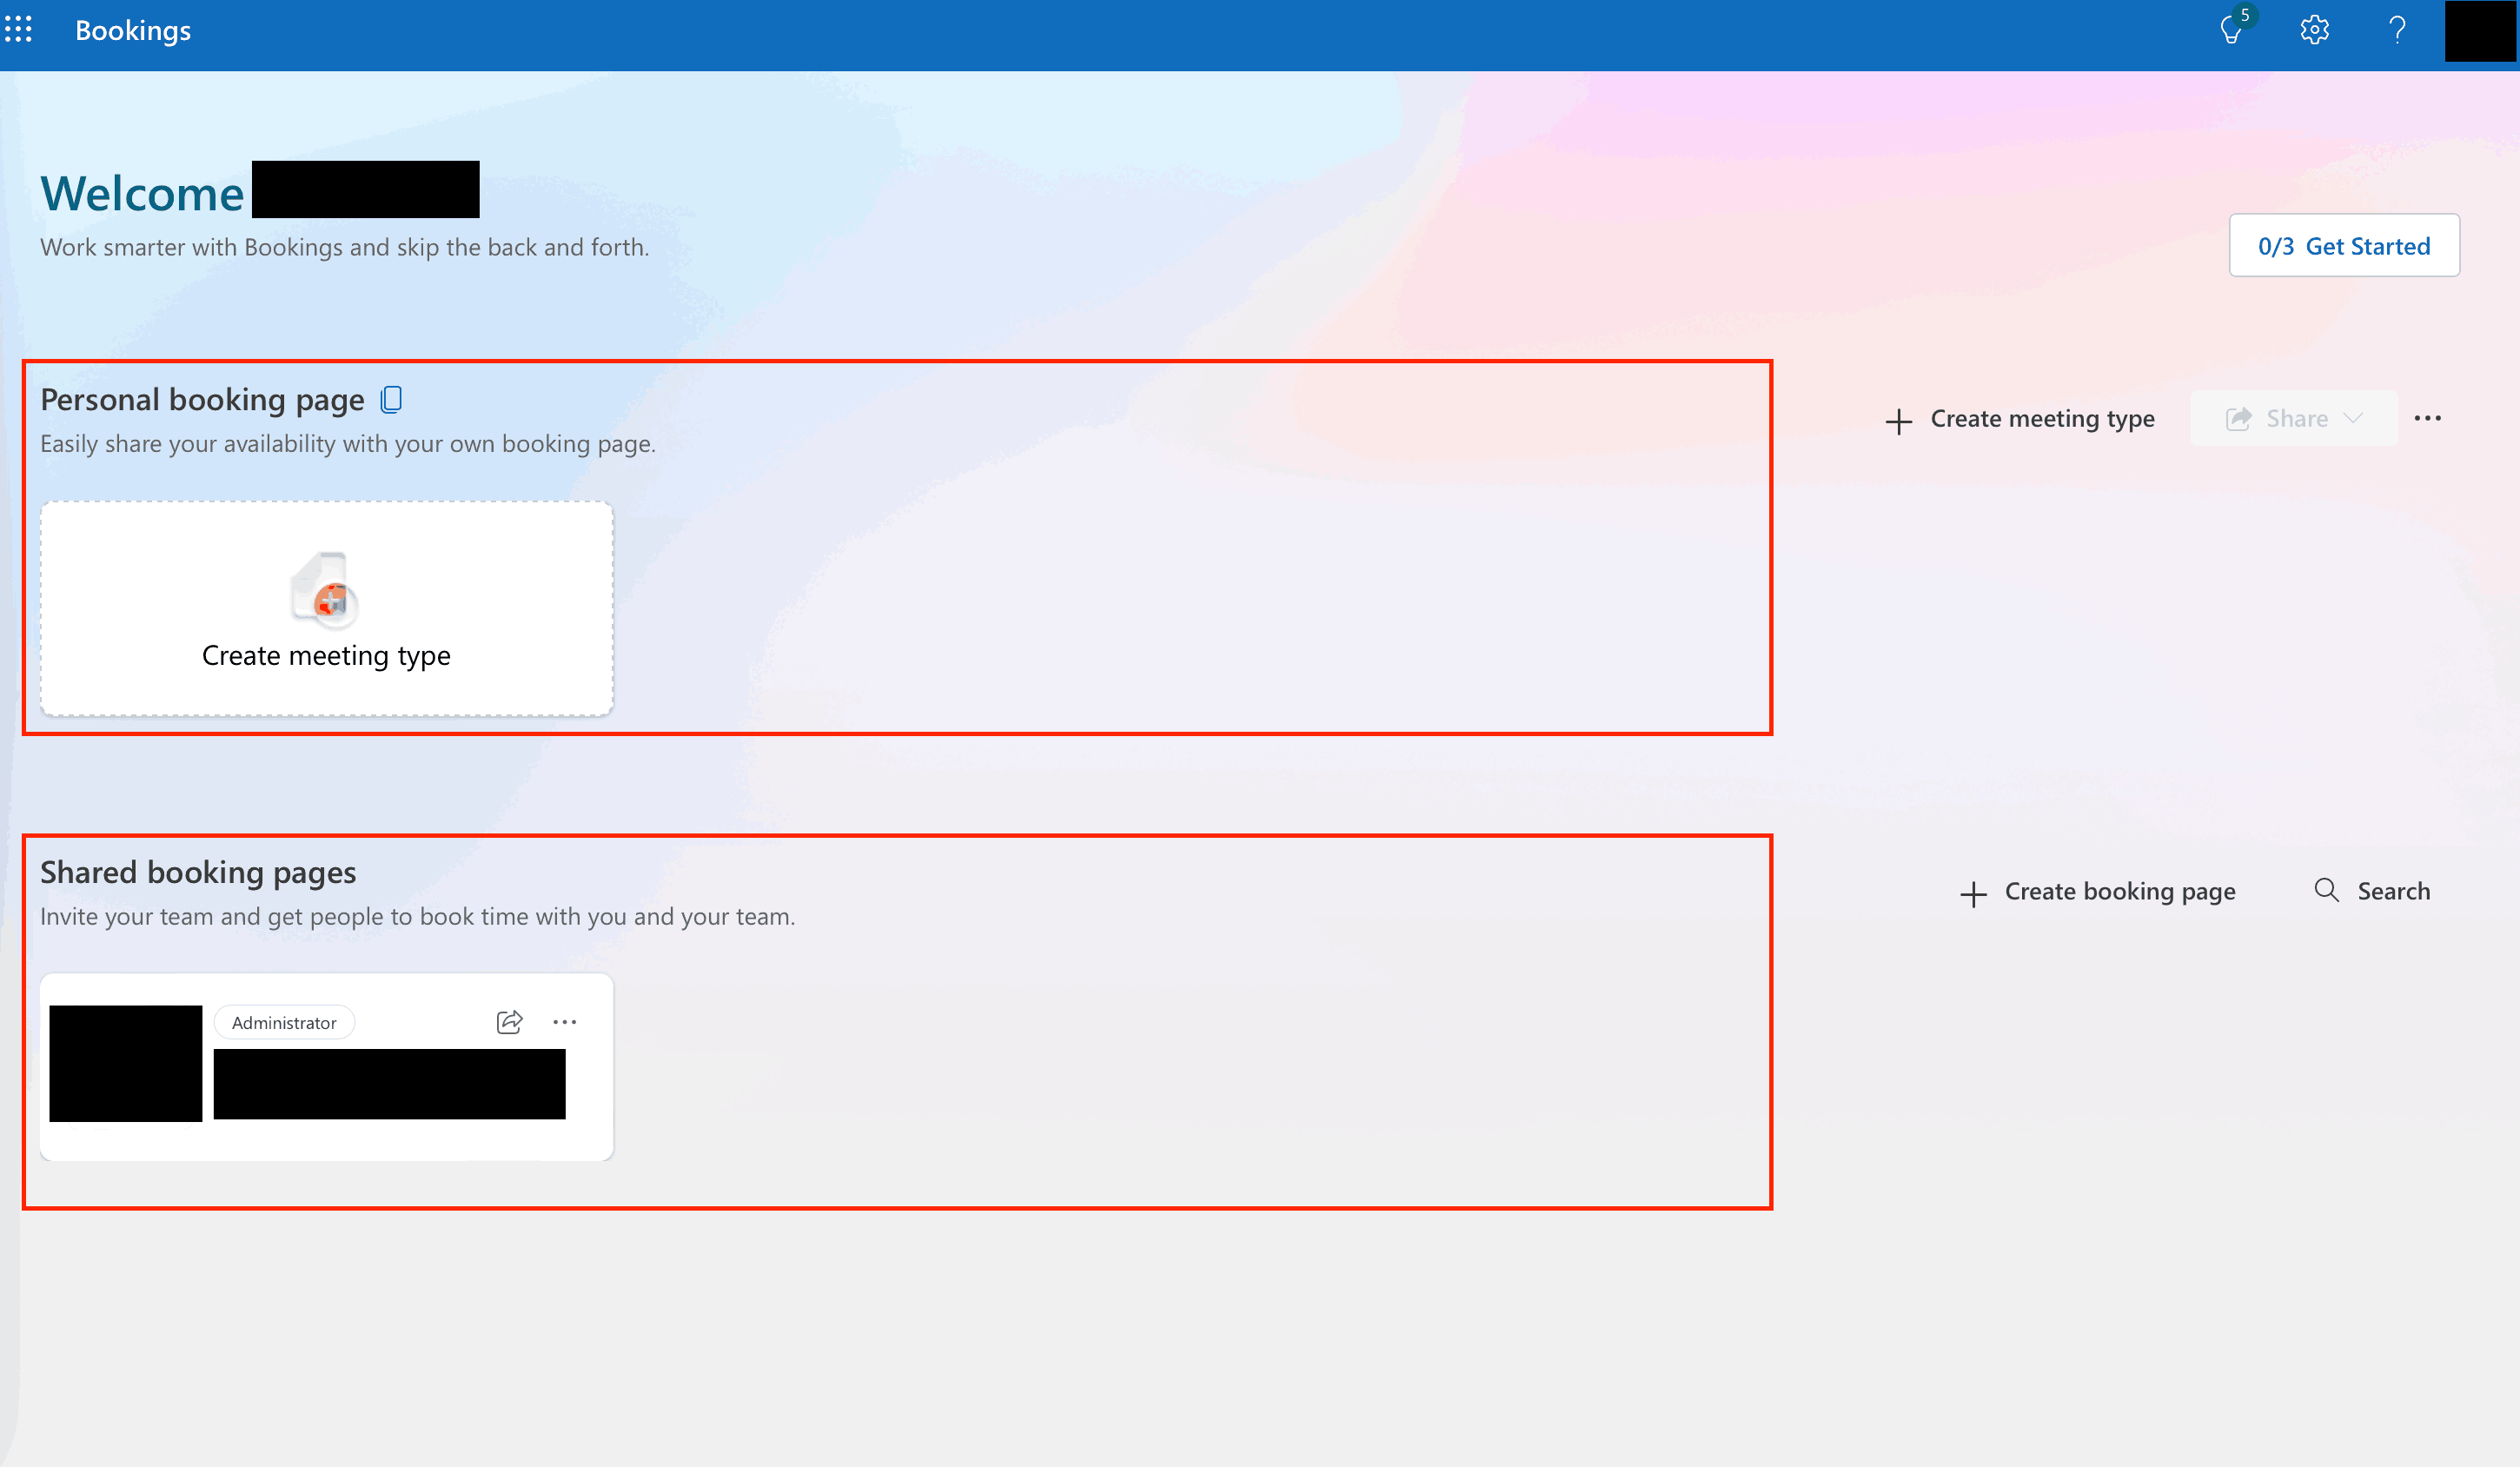 Bookings
5
Welcome
Work smarter with Bookings and skip the back and forth.
0/3 Get Started
Personal booking page
Easily share your availability with your own booking page.
Create meeting type
Share
Create meeting type
Shared booking pages
Invite your team and get people to book time with you and your team.
Create booking page
Search
Administrator